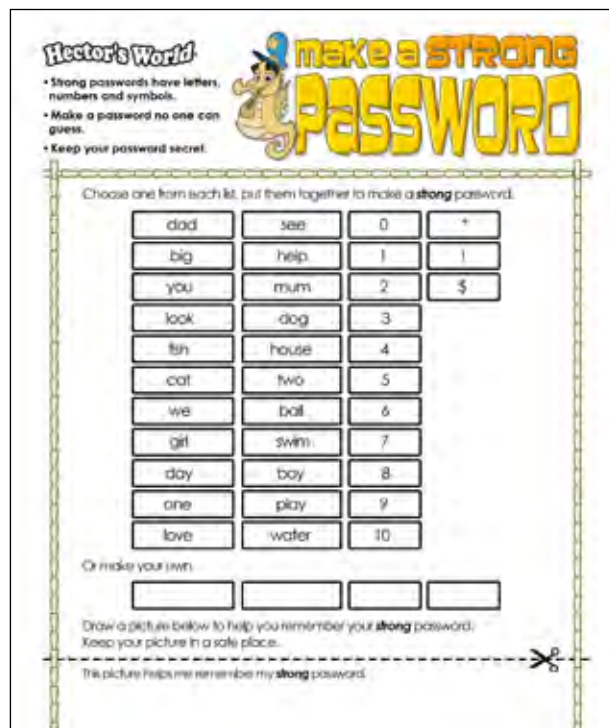 Hector's World
make a STRONG
PASSWORD
• Strong passwords have letters,
numbers and symbols.
• Make a password no one can
guess.
• Keep your password secret.
Choose one from each list, put them together to make a strong password.
dad see 0 *
big help 1 !
you mum 2 $
look dog 3
fish house 4
cat two 5
we ball 6
girl swim 7
day boy 8
one play 9
love water 10
Or make your own
Draw a picture below to help you remember your strong password.
Keep your picture in a safe place.
This picture helps me remember my strong password.